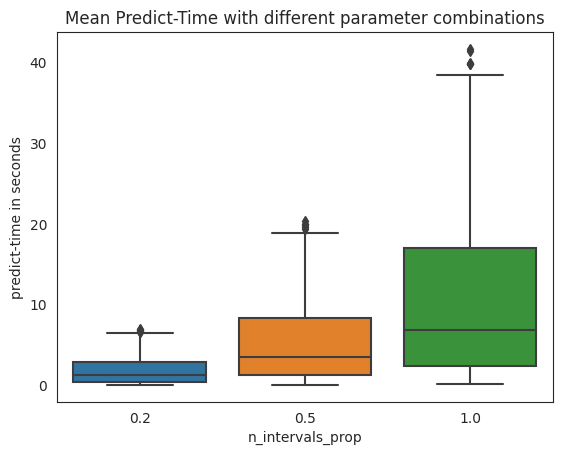 Mean Predict-Time with different parameter combinations
predict-time in seconds
40
30
20
10
0
0.2 0.5 1.0
n_intervals_prop